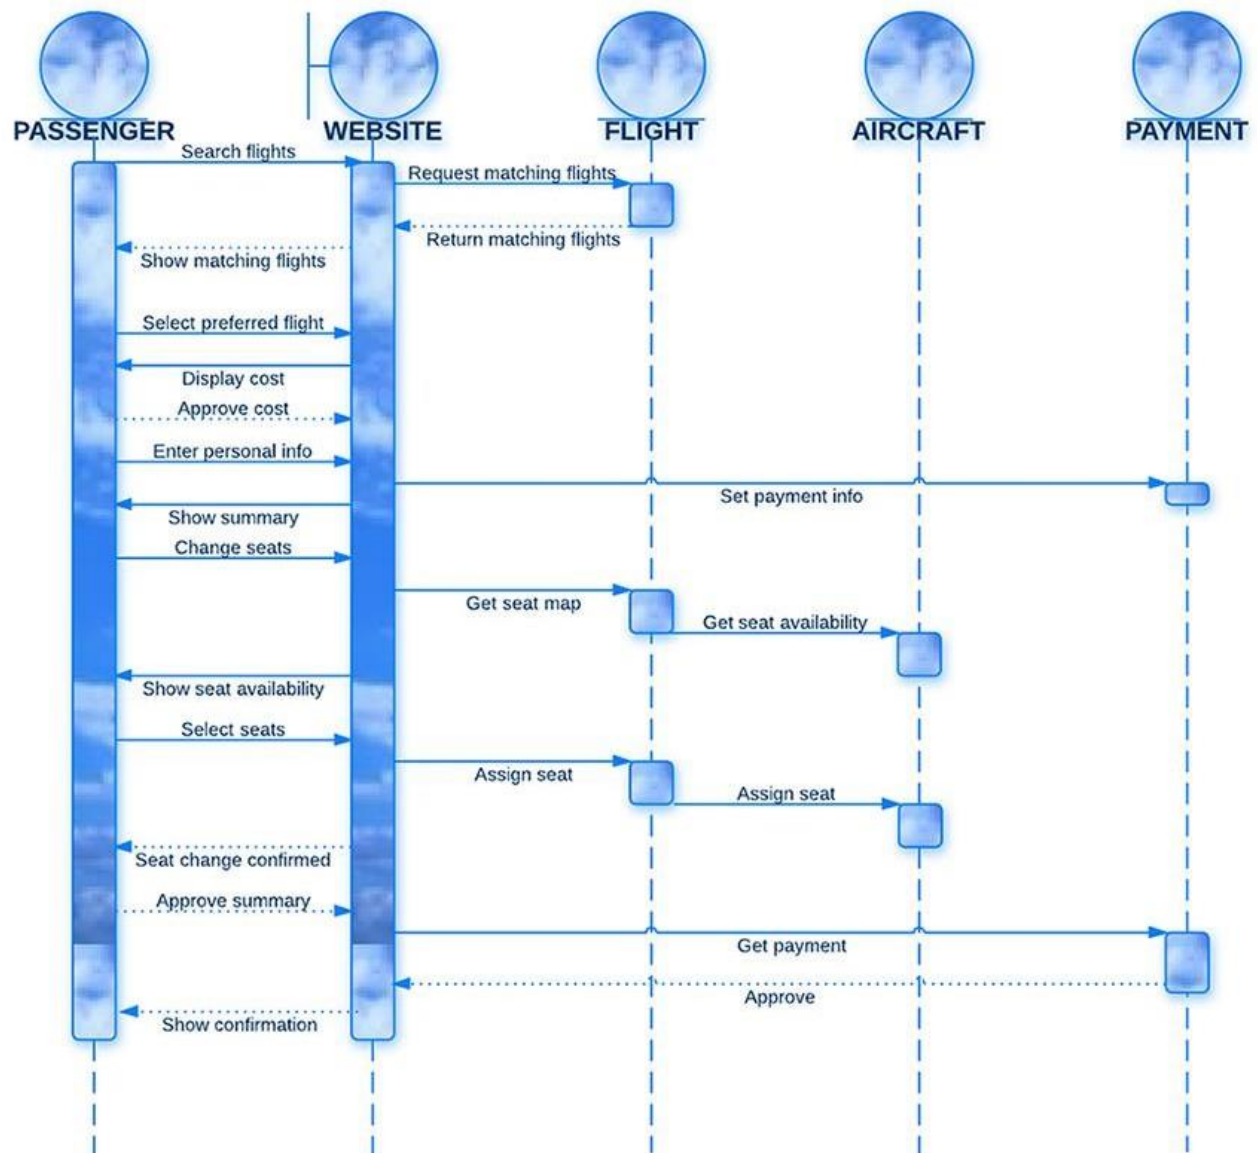 PASSENGER WEBSITE FLIGHT AIRCRAFT PAYMENT
Search flights
Request matching flights
Return matching flights
Show matching flights
Select preferred flight
Display cost
Approve cost
Enter personal info
Set payment info
Show summary
Change seats
Get seat map
Get seat availability
Show seat availability
Select seats
Assign seat
Assign seat
Seat change confirmed
Approve summary
Get payment
Approve
Show confirmation